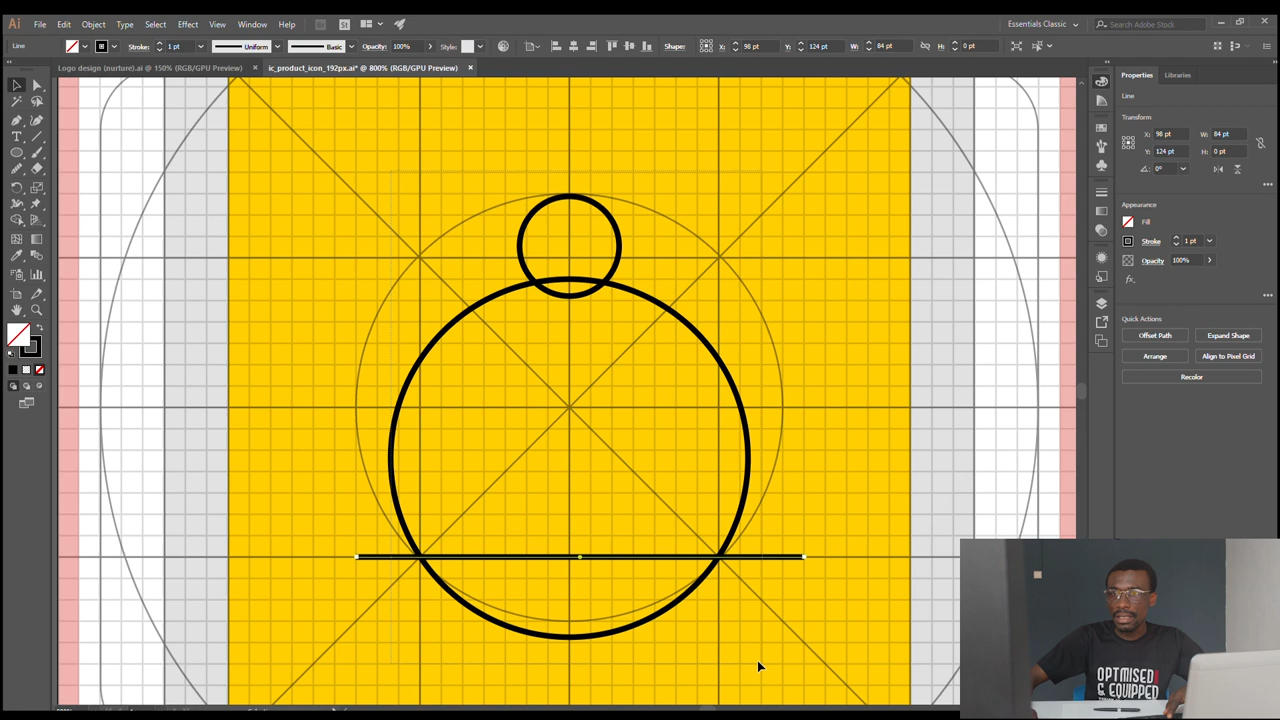 Ai File Edit Object Type Select Effect View Window Help Br St Essentials Classic Search Adobe Stock
Line Stroke: 1 pt Uniform Basic Opacity: 100% Style: Shape: X: 98 pt Y: 124 pt W: 84 pt H: 0 pt
Logo design (nurture).ai @ 150% (RGB/GPU Preview) × ic_product_icon_192px.ai* @ 800% (RGB/GPU Preview) ×
Properties Libraries
Line
Transform
X: 98 pt W: 84 pt
Y: 124 pt H: 0 pt
0°
Appearance
Fill
Stroke 1 pt
Opacity 100%
fx
Quick Actions
Offset Path Expand Shape
Arrange Align to Pixel Grid
Recolor
OPTIMISED
& EQUIPPED